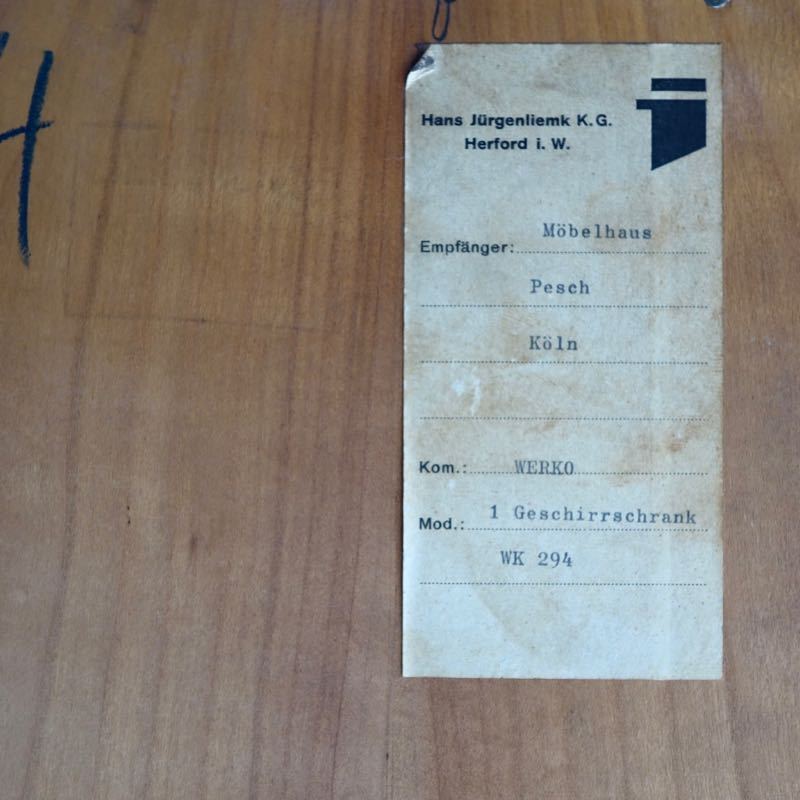 Hans Jürgenliemk K.G.
Herford i. W.
Empfänger: Möbelhaus
Pesch
Köln
Kom.: WERKO
Mod.: 1 Geschirrschrank
WK 294